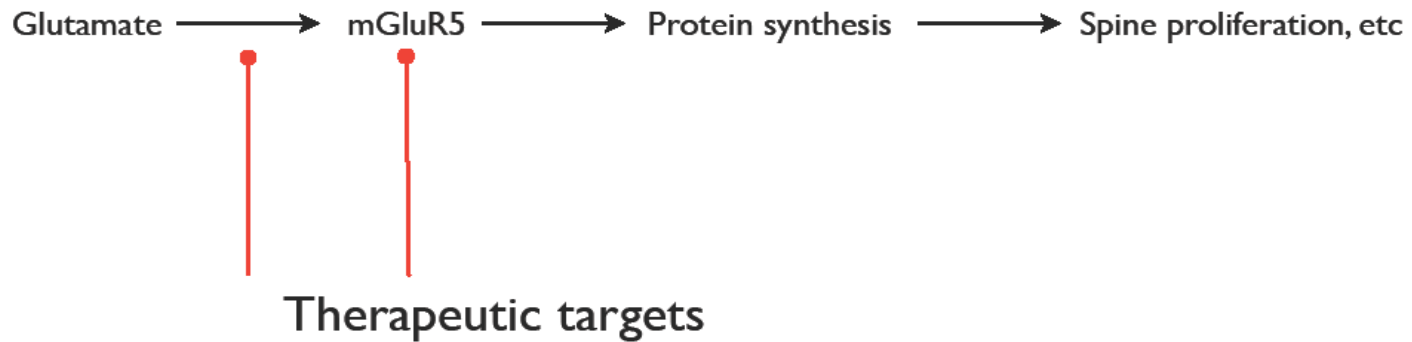 Glutamate mGluR5 Protein synthesis Spine proliferation, etc
Therapeutic targets